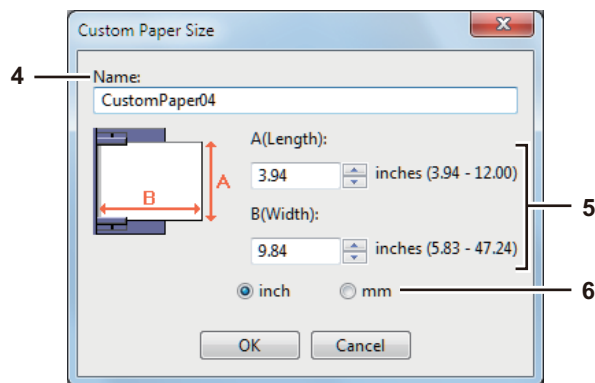 Custom Paper Size
4
Name:
CustomPaper04
A(Length):
3.94 inches (3.94 - 12.00)
A
B
B(Width):
5
9.84 inches (5.83 - 47.24)
inch mm
6
OK Cancel